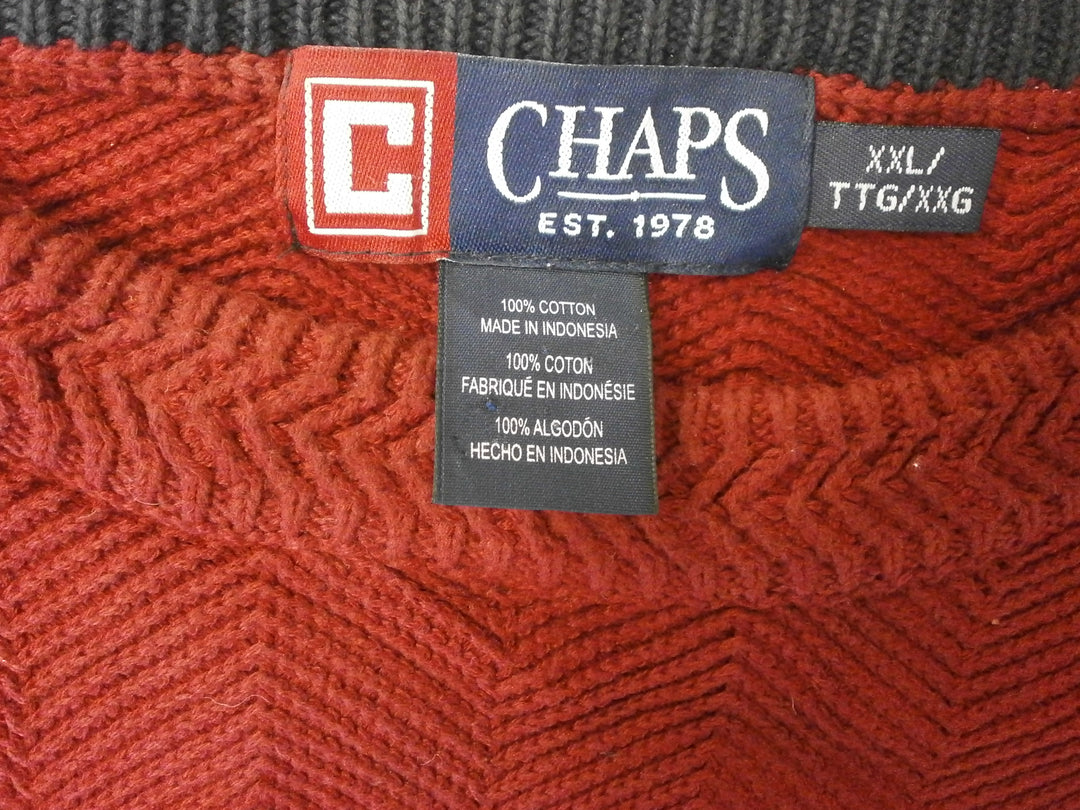 C
CHAPS
EST. 1978
XXL/
TTG/XXG
100% COTTON
MADE IN INDONESIA
100% COTON
FABRIQUÉ EN INDONÉSIE
100% ALGODÓN
HECHO EN INDONESIA